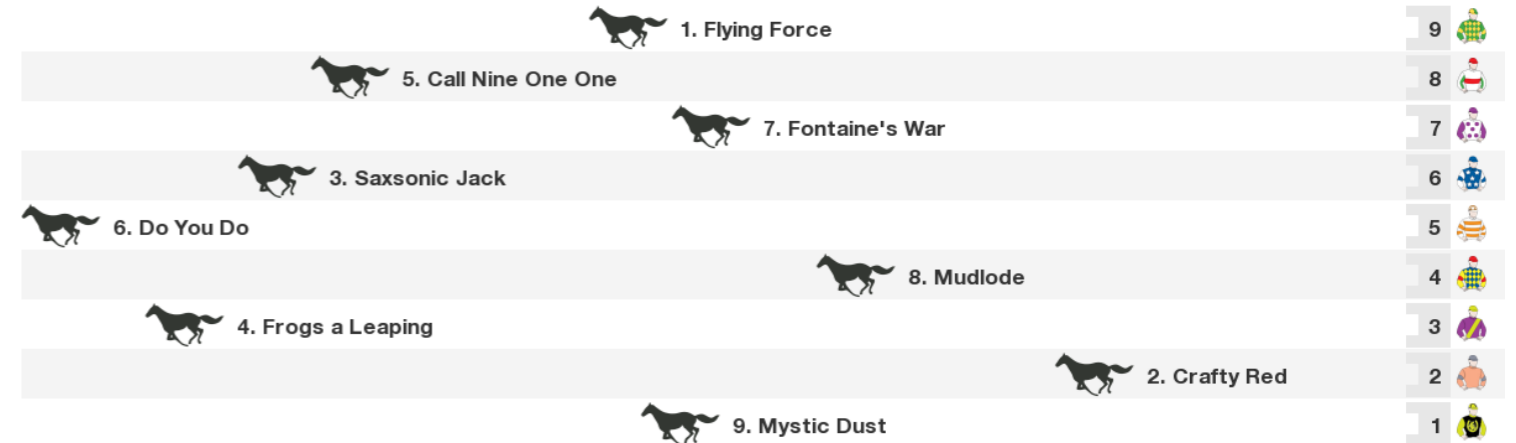 1. Flying Force 9
5. Call Nine One One 8
7. Fontaine's War 7
3. Saxsonic Jack 6
6. Do You Do 5
8. Mudlode 4
4. Frogs a Leaping 3
2. Crafty Red 2
9. Mystic Dust 1